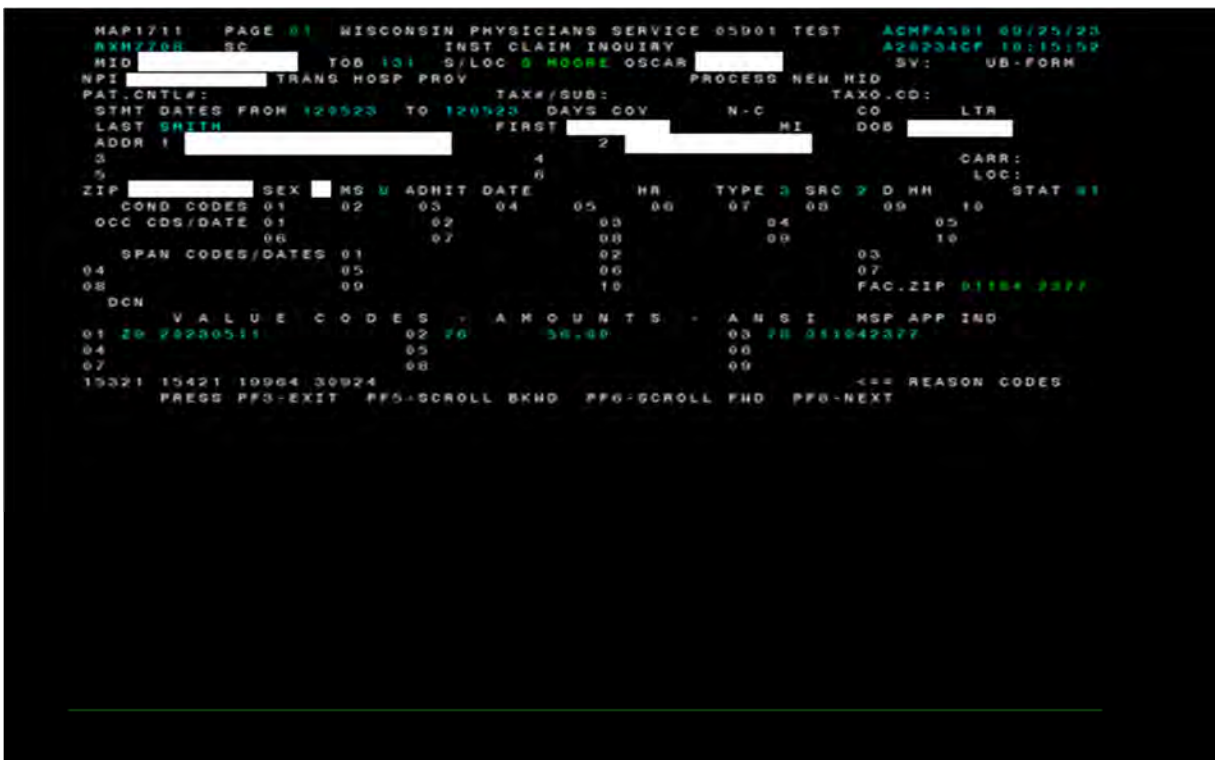 MAP1711 PAGE 01 WISCONSIN PHYSICIANS SERVICE 05901 TEST ACMFA501 09/25/23
RXM7708 SC INST CLAIM INQUIRY A20234CF 10:15:52
MID TOB 131 S/LOC S MOORE OSCAR SV: UB-FORM
NPI TRANS HOSP PROV PROCESS NEW MID
PAT.CNTL#: TAX#/SUB: TAXO.CD:
STMT DATES FROM 120523 TO 120523 DAYS COV N-C CO LTR
LAST SMITH FIRST MI DOB
ADDR 1 2
3 4 CARR:
5 6 LOC:
ZIP SEX MS U ADMIT DATE HR TYPE 3 SRC 2 D HM STAT 01
COND CODES 01 02 03 04 05 06 07 08 09 10
OCC CDS/DATE 01 02 03 04 05
06 07 08 09 10
SPAN CODES/DATES 01 02 03
04 05 06 07
08 09 10 FAC.ZIP
DCN
V A L U E C O D E S - A M O U N T S - A N S I MSP APP IND
01 20230511 02 03 011042377
04 05 06
07 08 09
15321 15421 19964 30924 <== REASON CODES
PRESS PF3-EXIT PF5-SCROLL BKWD PF6-SCROLL FWD PF8-NEXT